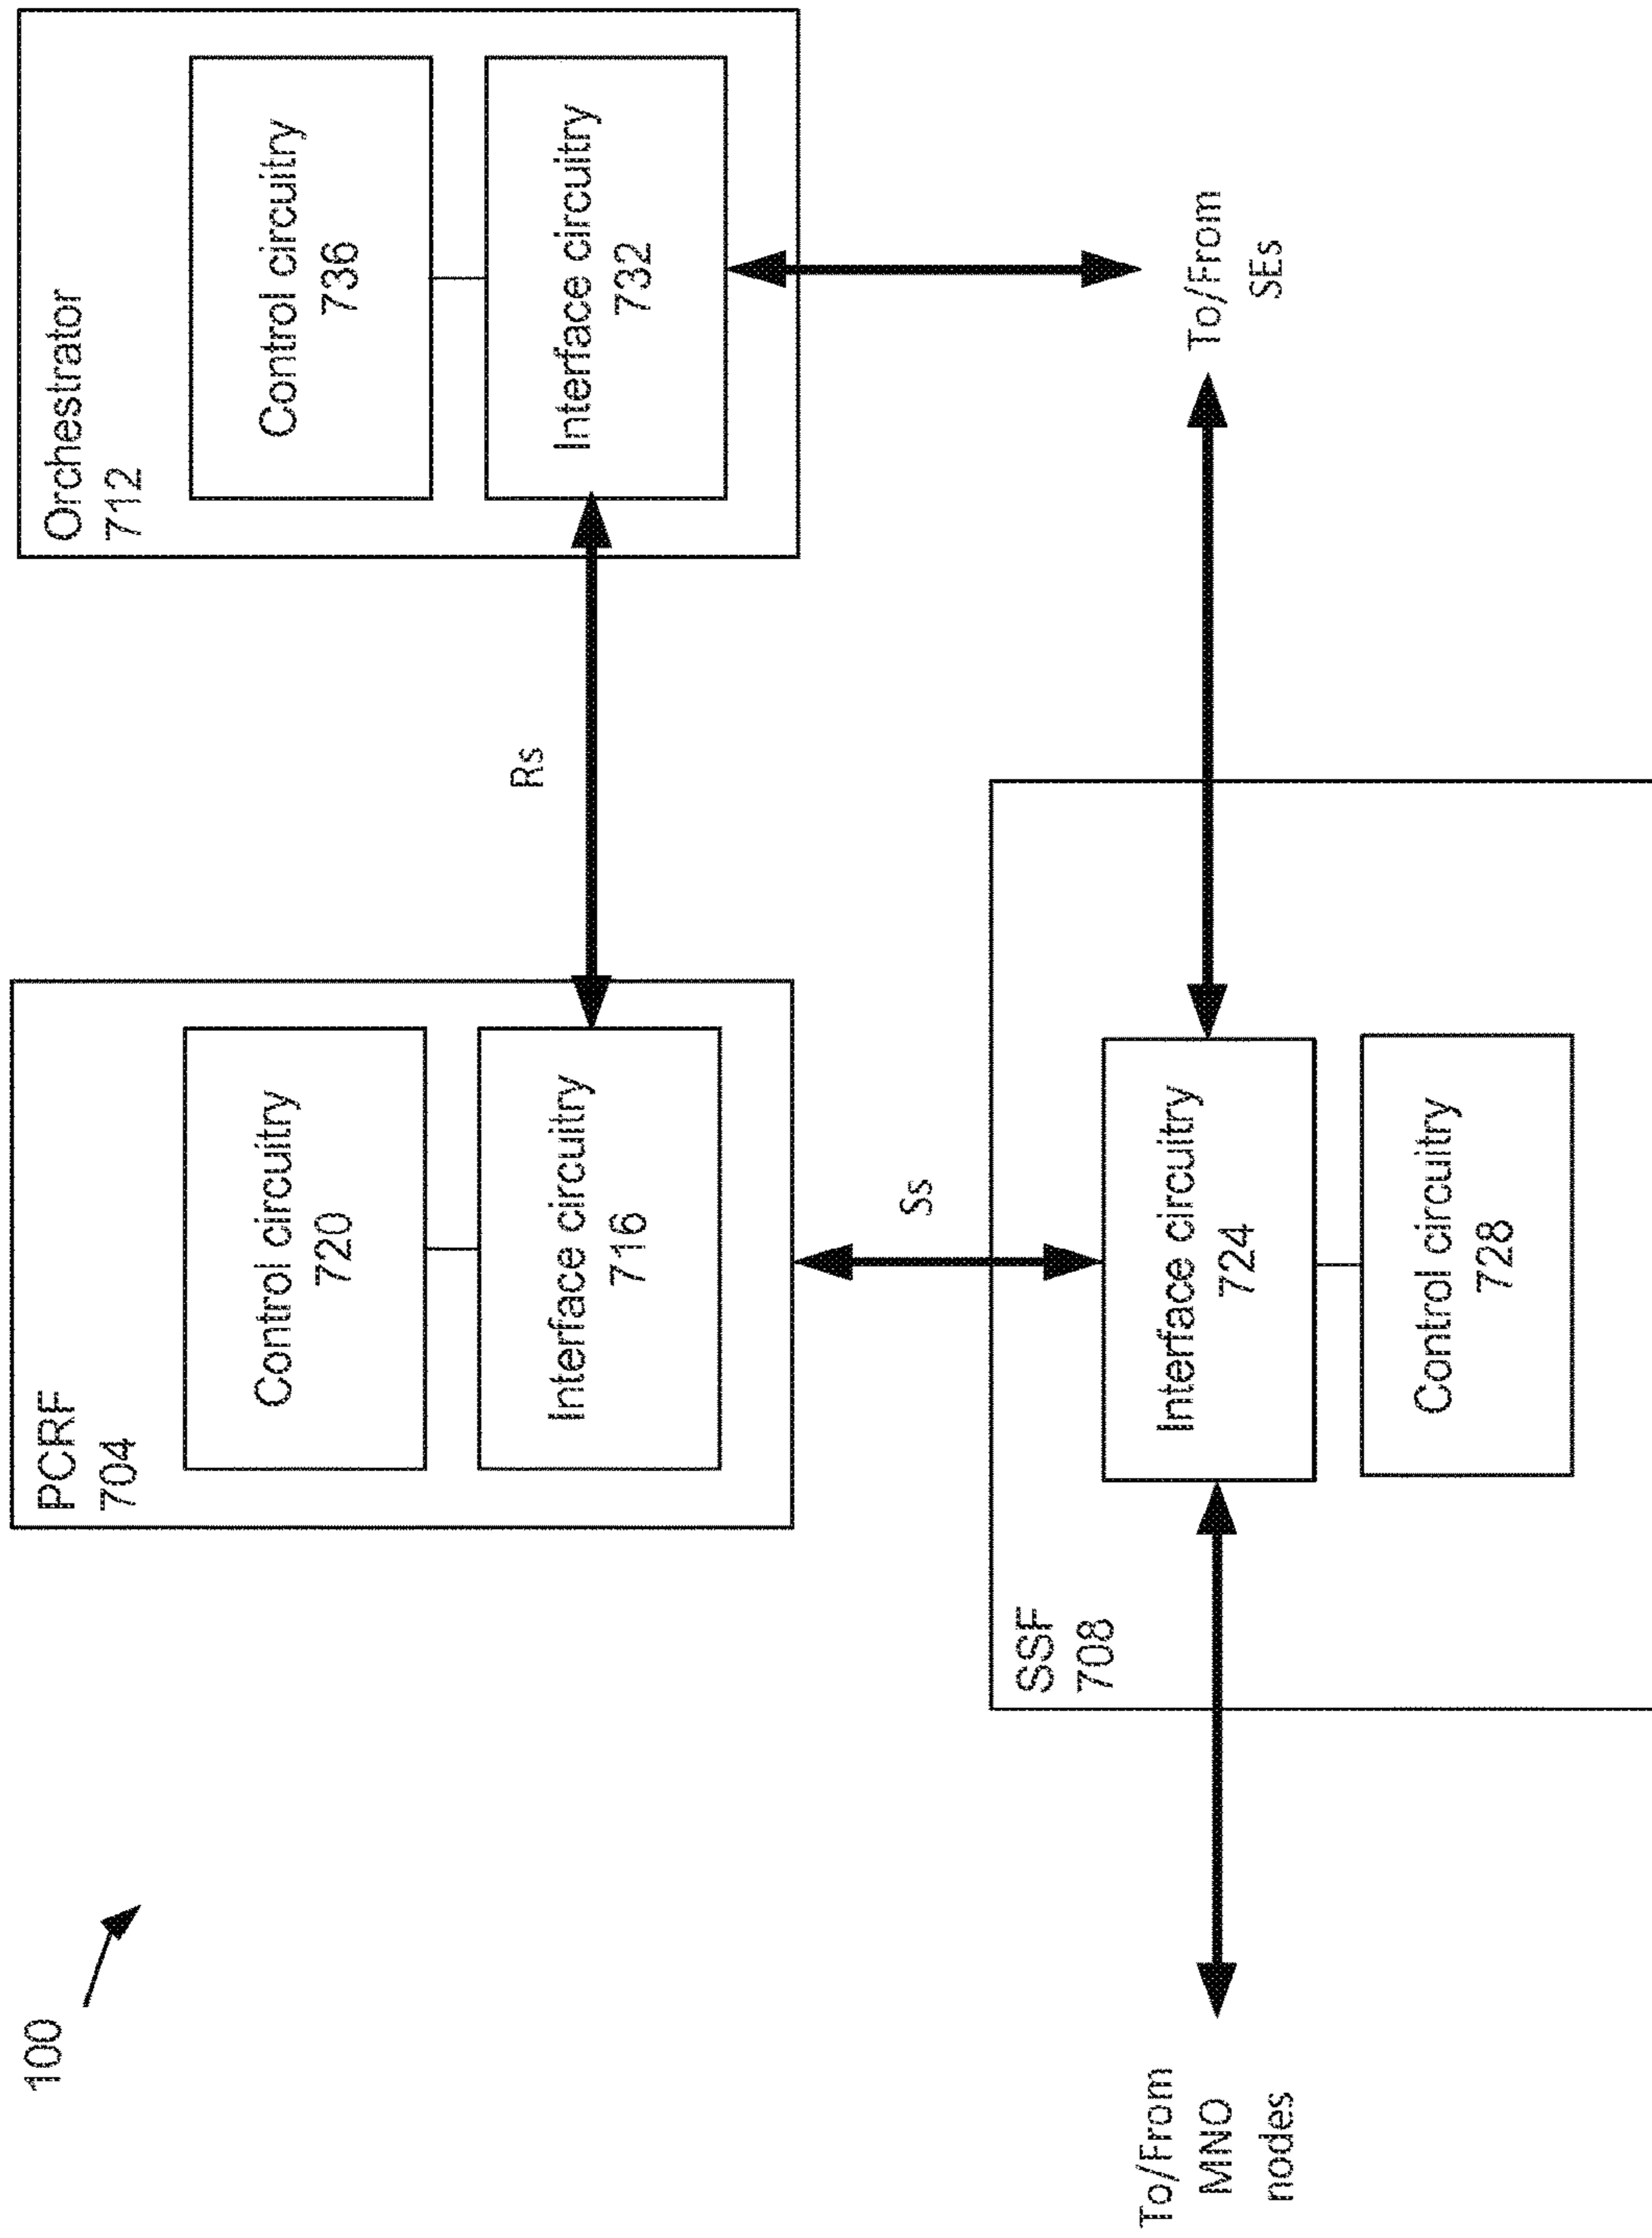 100
PCRF
704
Control circuitry
720
Interface circuitry
716
Rs
Orchestrator
712
Control circuitry
736
Interface circuitry
732
Ss
SSF
708
Interface circuitry
724
Control circuitry
728
To/From
MNO
nodes
To/From
SEs